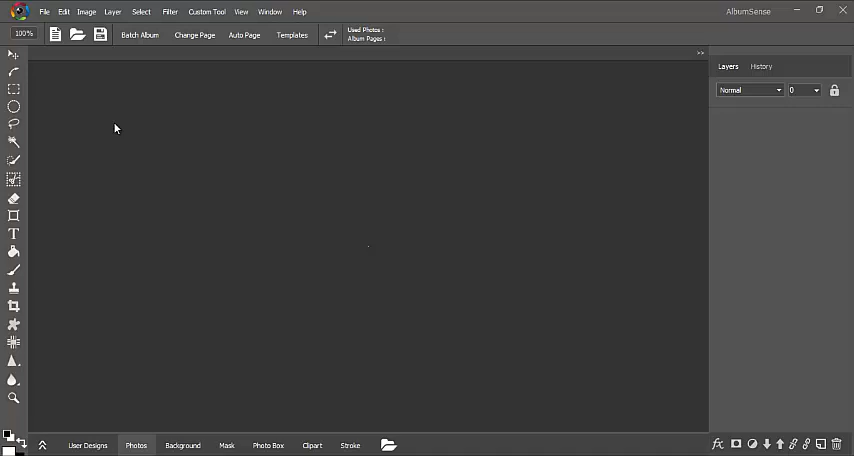 File Edit Image Layer Select Filter Custom Tool View Window Help AlbumSense
100% Batch Album Change Page Auto Page Templates
Used Photos :
Album Pages :
>>
Layers History
Normal 0
T
User Designs Photos Background Mask Photo Box Clipart Stroke
fx